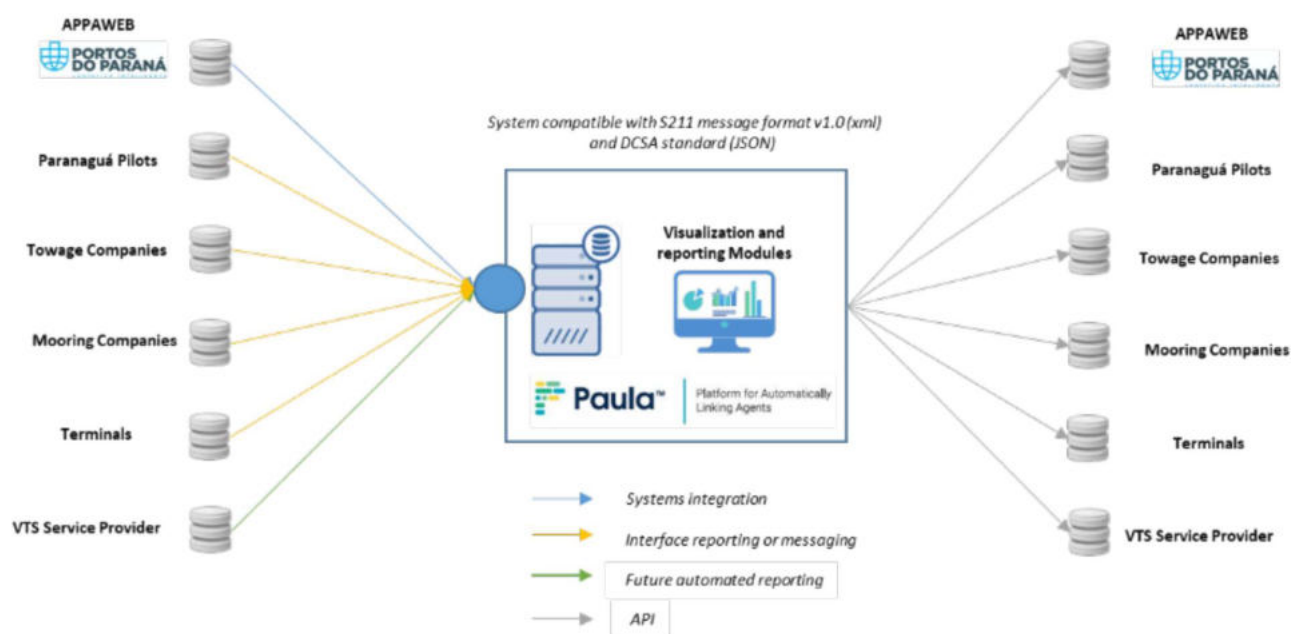 APPAWEB
PORTOS
DO PARANÁ
Paranaguá Pilots
Towage Companies
Mooring Companies
Terminals
VTS Service Provider
System compatible with S211 message format v1.0 (xml)
and DCSA standard (JSON)
Visualization and
reporting Modules
Paula™
Platform for Automatically
Linking Agents
Systems integration
Interface reporting or messaging
Future automated reporting
API
APPAWEB
PORTOS
DO PARANÁ
Paranaguá Pilots
Towage Companies
Mooring Companies
Terminals
VTS Service Provider